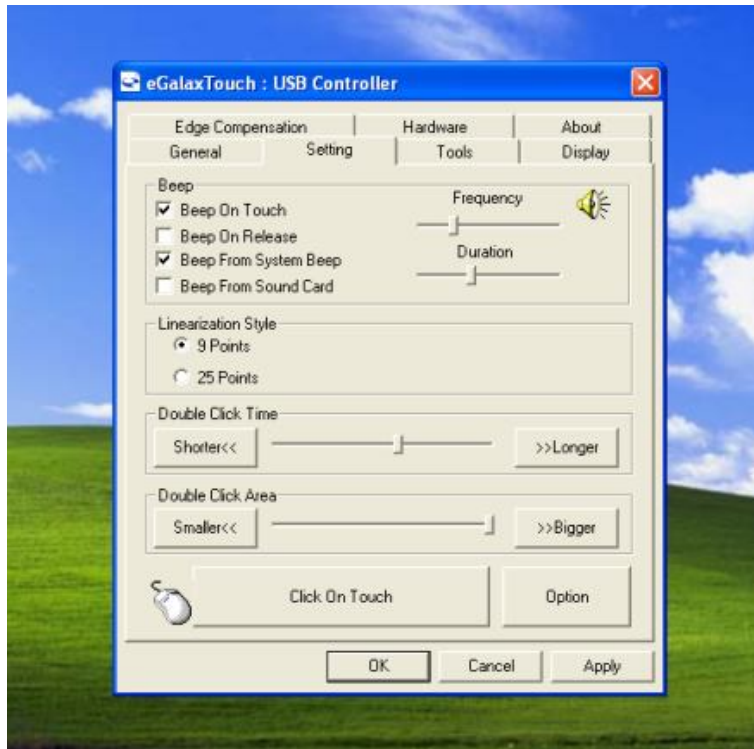 eGalaxTouch : USB Controller
Edge Compensation Hardware About
General Setting Tools Display
Beep
Beep On Touch
Beep On Release
Beep From System Beep
Beep From Sound Card
Frequency
Duration
Linearization Style
9 Points
25 Points
Double Click Time
Shorter<< >>Longer
Double Click Area
Smaller<< >>Bigger
Click On Touch Option
OK Cancel Apply